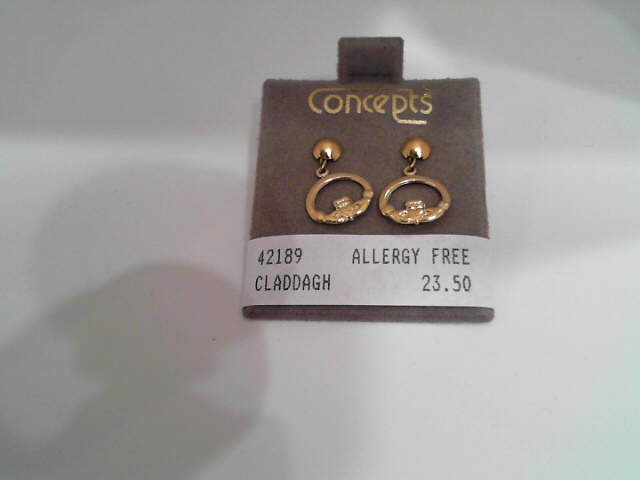 Concepts
42189 ALLERGY FREE
CLADDAGH 23.50